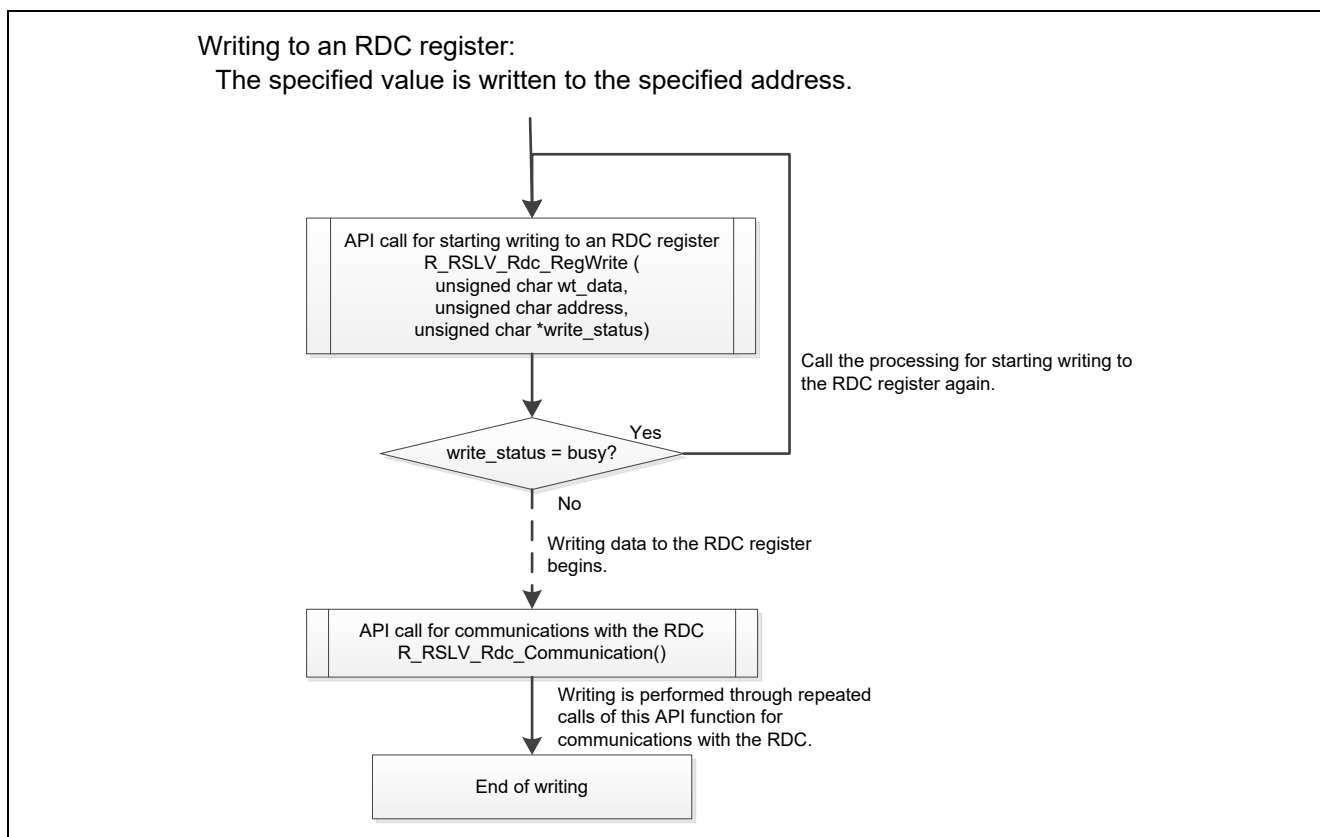 Writing to an RDC register:
The specified value is written to the specified address.
API call for starting writing to an RDC register
R_RSLV_Rdc_RegWrite (
unsigned char wt_data,
unsigned char address,
unsigned char *write_status)
Call the processing for starting writing to
the RDC register again.
Yes
write_status = busy?
No
Writing data to the RDC register
begins.
API call for communications with the RDC
R_RSLV_Rdc_Communication()
Writing is performed through repeated
calls of this API function for
communications with the RDC.
End of writing